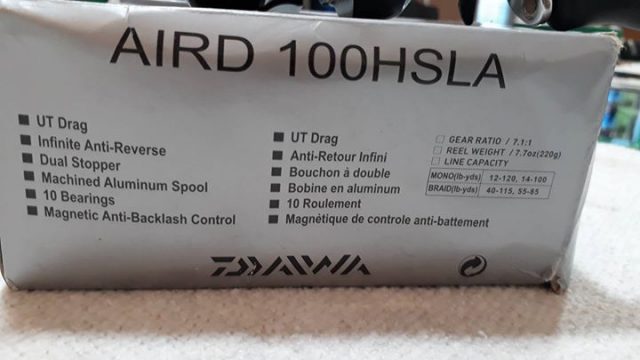 AIRD 100HSLA
UT Drag
Infinite Anti-Reverse
Dual Stopper
Machined Aluminum Spool
10 Bearings
Magnetic Anti-Backlash Control
UT Drag
Anti-Retour Infini
Bouchon à double
Bobine en aluminum
10 Roulement
Magnétique de controle anti-battement
GEAR RATIO / 7.1:1
REEL WEIGHT / 7.7oz(220g)
LINE CAPACITY
MONO(lb-yds) 12-120, 14-100
BRAID(lb-yds) 40-115, 55-85
DAIWA